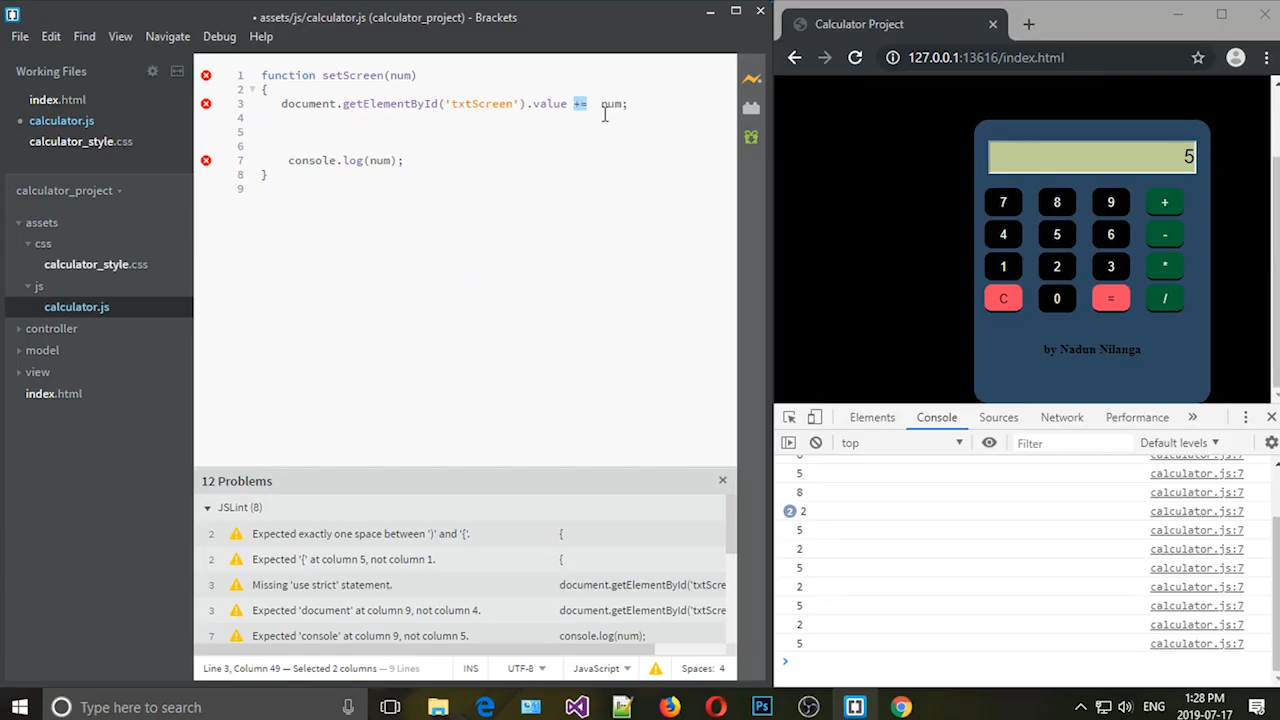 • assets/js/calculator.js (calculator_project) - Brackets
File Edit Find View Navigate Debug Help
Working Files
index.html
• calculator.js
calculator_style.css
calculator_project
assets
css
calculator_style.css
js
calculator.js
controller
model
view
index.html
1 function setScreen(num)
2 {
3 document.getElementById('txtScreen').value += num;
4
5
6
7 console.log(num);
8 }
9
12 Problems
JSLint (8)
2 Expected exactly one space between ')' and '{'. {
2 Expected '{' at column 5, not column 1. {
3 Missing 'use strict' statement. document.getElementById('txtScre
3 Expected 'document' at column 9, not column 4. document.getElementById('txtScre
7 Expected 'console' at column 9, not column 5. console.log(num);
Line 3, Column 49 — Selected 2 columns — 9 Lines INS UTF-8 JavaScript Spaces: 4
Calculator Project
127.0.0.1:13616/index.html
5
7 8 9 +
4 5 6 -
1 2 3 *
C 0 = /
by Nadun Nilanga
Elements Console Sources Network Performance »
top Filter Default levels
calculator.js:7
5 calculator.js:7
8 calculator.js:7
2 2 calculator.js:7
5 calculator.js:7
2 calculator.js:7
5 calculator.js:7
2 calculator.js:7
5 calculator.js:7
2 calculator.js:7
5 calculator.js:7
Type here to search
ENG
1:28 PM
2019-07-17